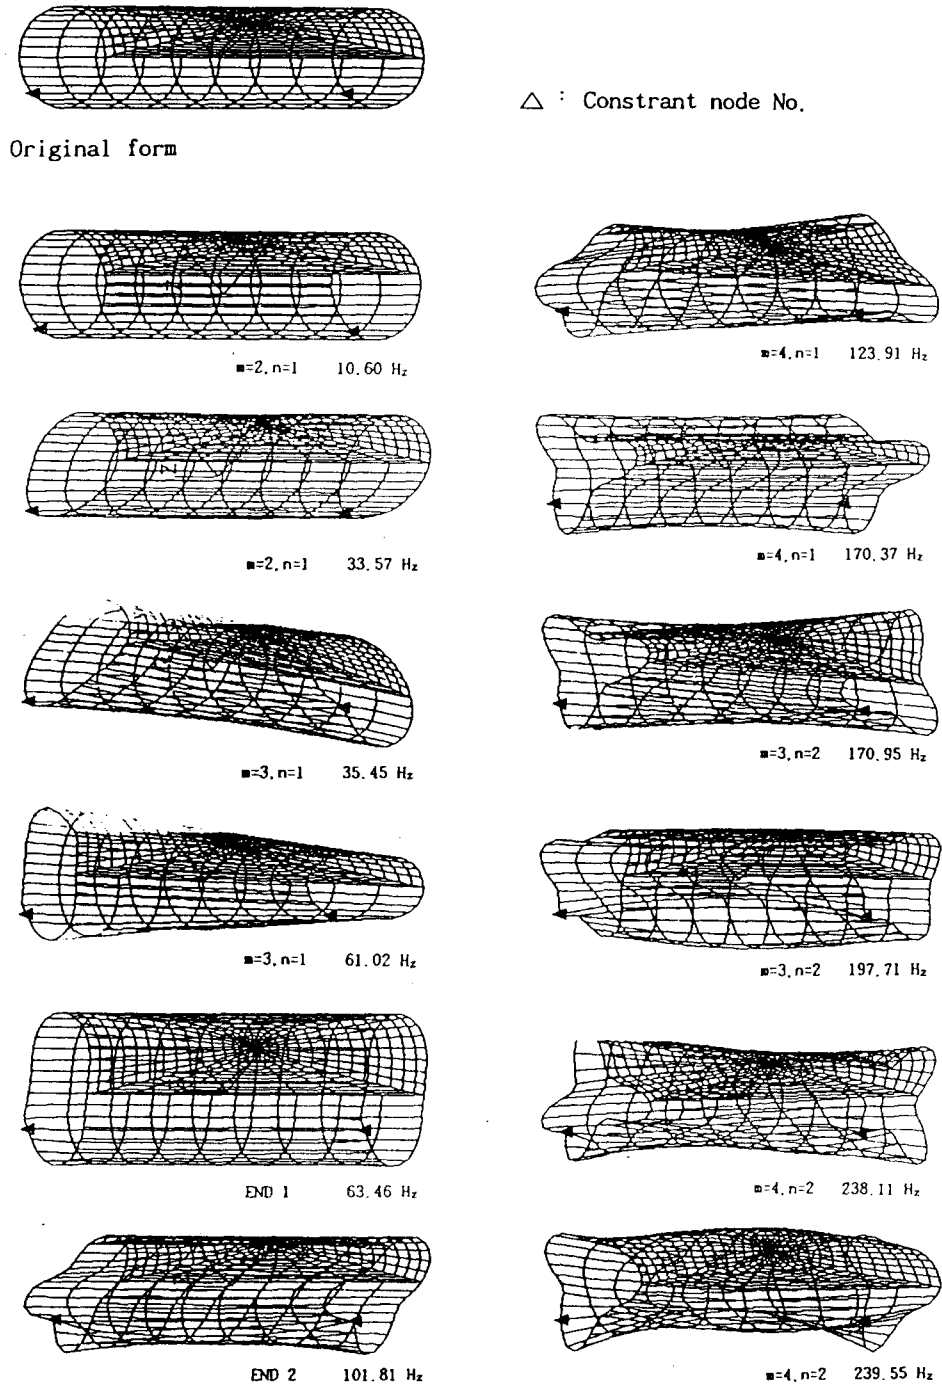 △ : Constrant node No.
Original form
m=2,n=1 10.60 Hz
m=4,n=1 123.91 Hz
m=2,n=1 33.57 Hz
m=4,n=1 170.37 Hz
m=3,n=1 35.45 Hz
m=3,n=2 170.95 Hz
m=3,n=1 61.02 Hz
m=3,n=2 197.71 Hz
END 1 63.46 Hz
m=4,n=2 238.11 Hz
END 2 101.81 Hz
m=4,n=2 239.55 Hz